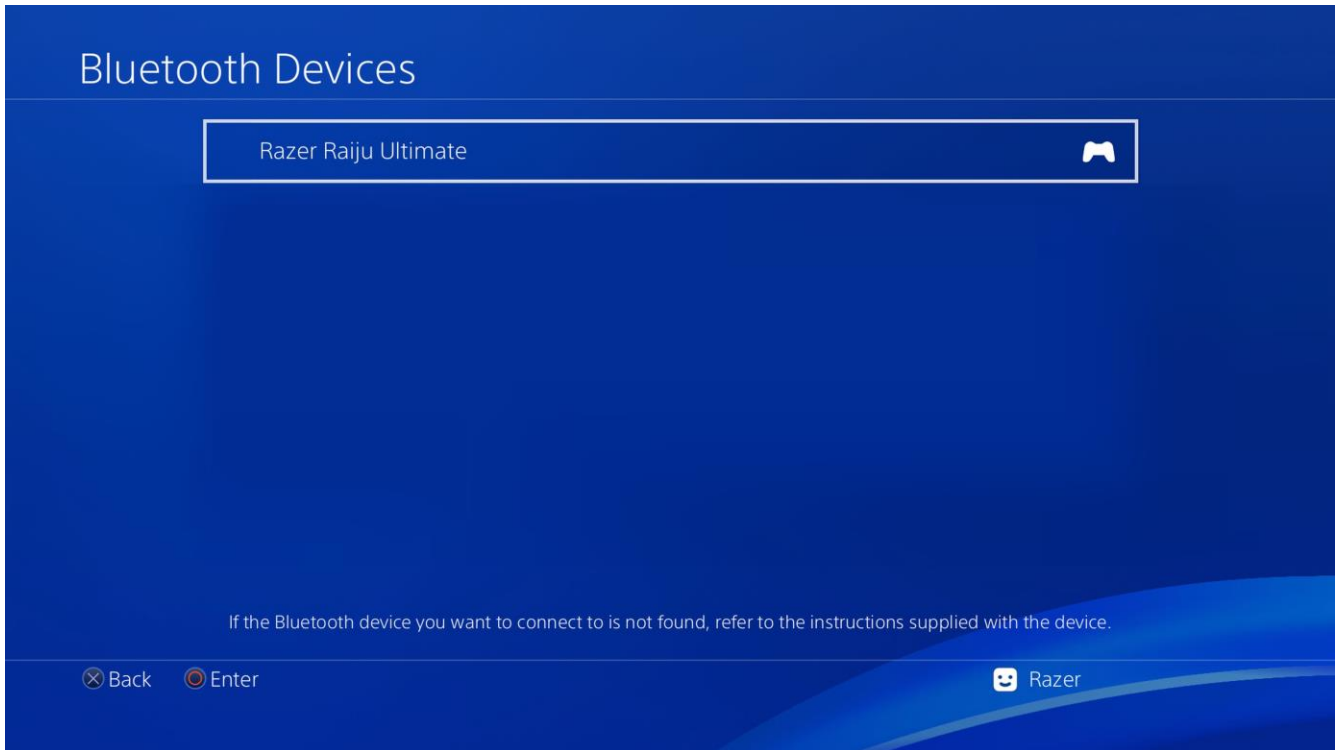 Bluetooth Devices
Razer Raiju Ultimate
If the Bluetooth device you want to connect to is not found, refer to the instructions supplied with the device.
Back Enter Razer